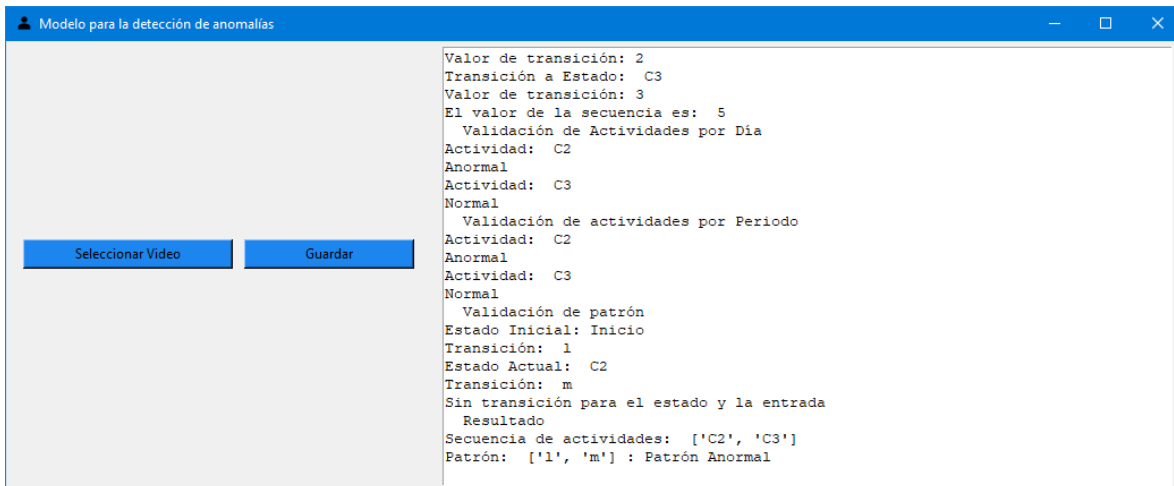 Modelo para la detección de anomalías
Seleccionar Video
Guardar
Valor de transición: 2
Transición a Estado:  C3
Valor de transición: 3
El valor de la secuencia es:  5
  Validación de Actividades por Día
Actividad:  C2
Anormal
Actividad:  C3
Normal
  Validación de actividades por Periodo
Actividad:  C2
Anormal
Actividad:  C3
Normal
  Validación de patrón
Estado Inicial: Inicio
Transición:  l
Estado Actual:  C2
Transición:  m
Sin transición para el estado y la entrada
  Resultado
Secuencia de actividades:  ['C2', 'C3']
Patrón:  ['l', 'm'] : Patrón Anormal